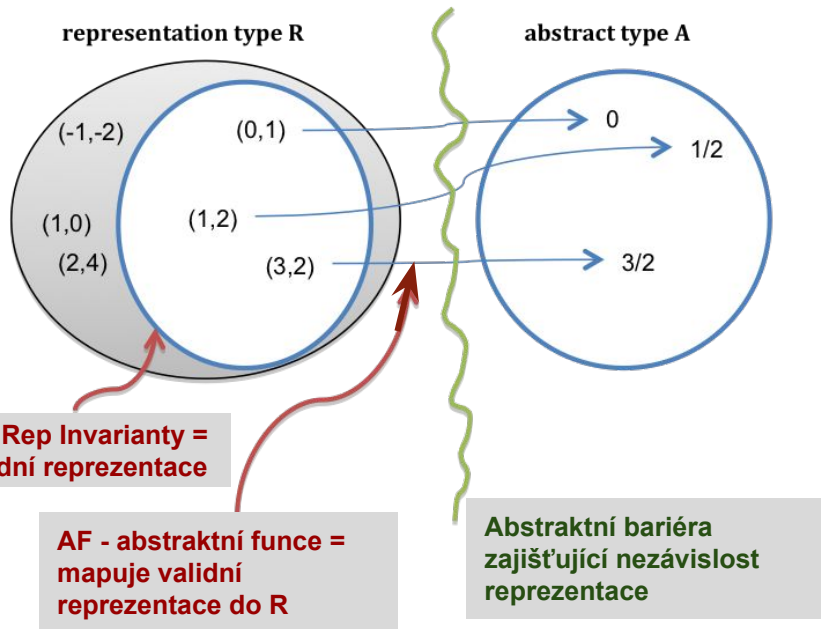 representation type R
abstract type A
(-1,-2)
(0,1)
0
1/2
(1,0)
(1,2)
(2,4)
(3,2)
3/2
Rep Invarianty =
dní reprezentace
AF - abstraktní funce =
mapuje validní
reprezentace do R
Abstraktní bariéra
zajišťující nezávislost
reprezentace